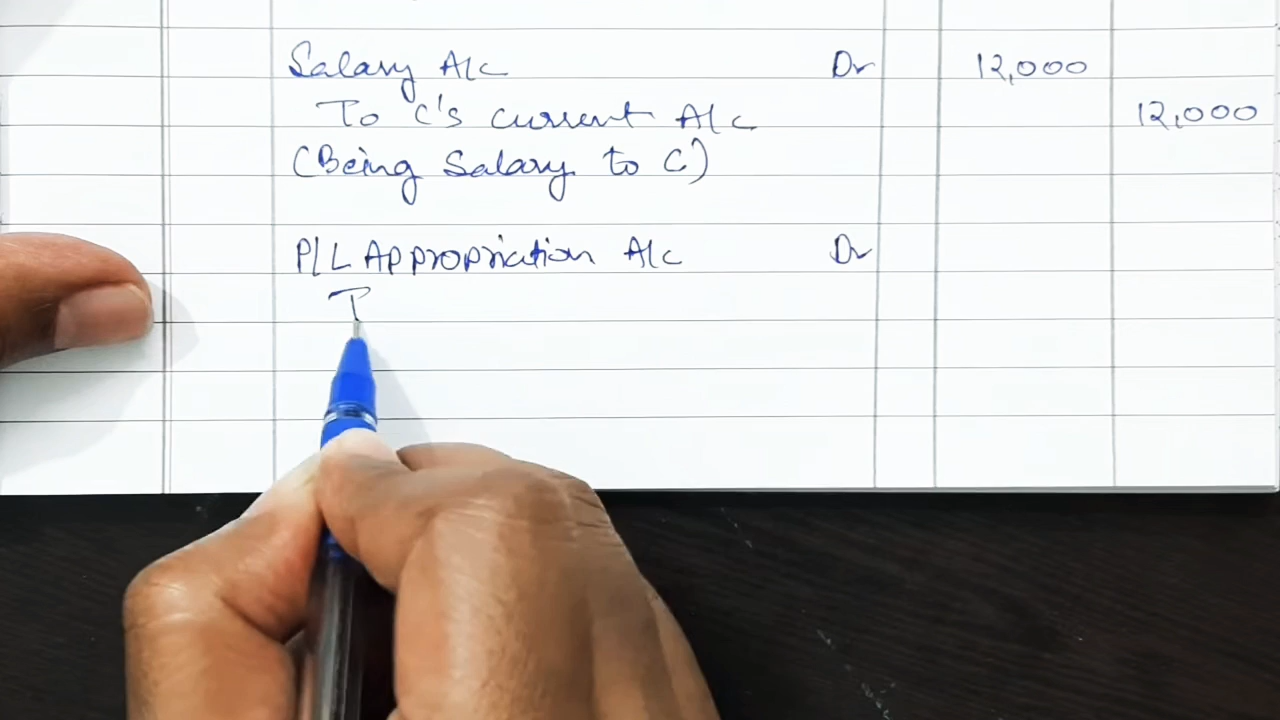 Salary A/c Dr 12,000
To C's current A/c 12,000
(Being Salary to C)
P/L Appropriation A/c Dr
T